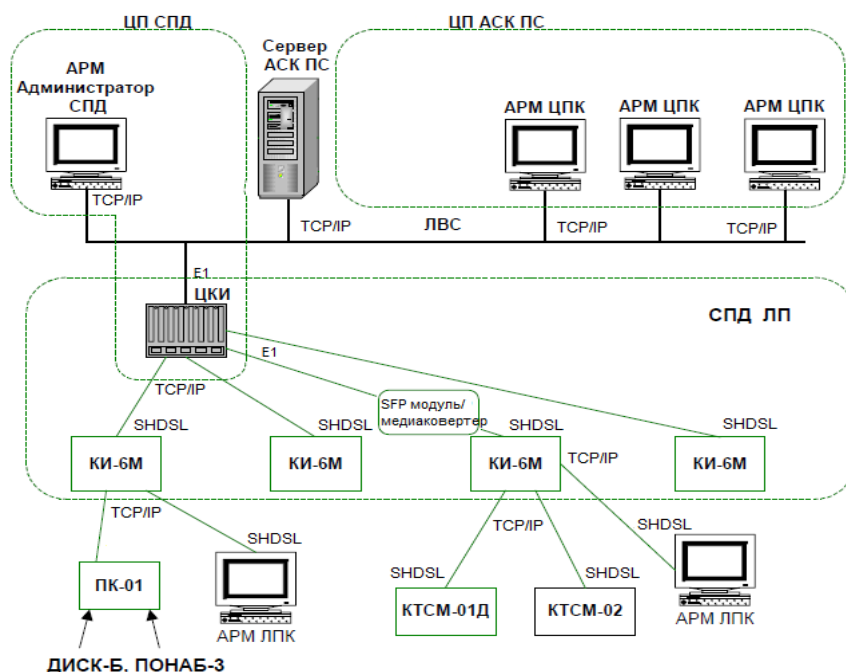 ЦП СПД
ЦП АСК ПС
АРМ
Администратор
СПД
Сервер
АСК ПС
АРМ ЦПК
АРМ ЦПК
АРМ ЦПК
TCP/IP
TCP/IP
ЛВС
TCP/IP
TCP/IP
E1
ЦКИ
СПД ЛП
E1
TCP/IP
SFP модуль/
медиаковертер
SHDSL
SHDSL
SHDSL
SHDSL
КИ-6М
КИ-6М
КИ-6М
КИ-6М
TCP/IP
TCP/IP
TCP/IP
SHDSL
SHDSL
SHDSL
SHDSL
ПК-01
АРМ ЛПК
КТСМ-01Д
КТСМ-02
АРМ ЛПК
ДИСК-Б, ПОНАБ-3